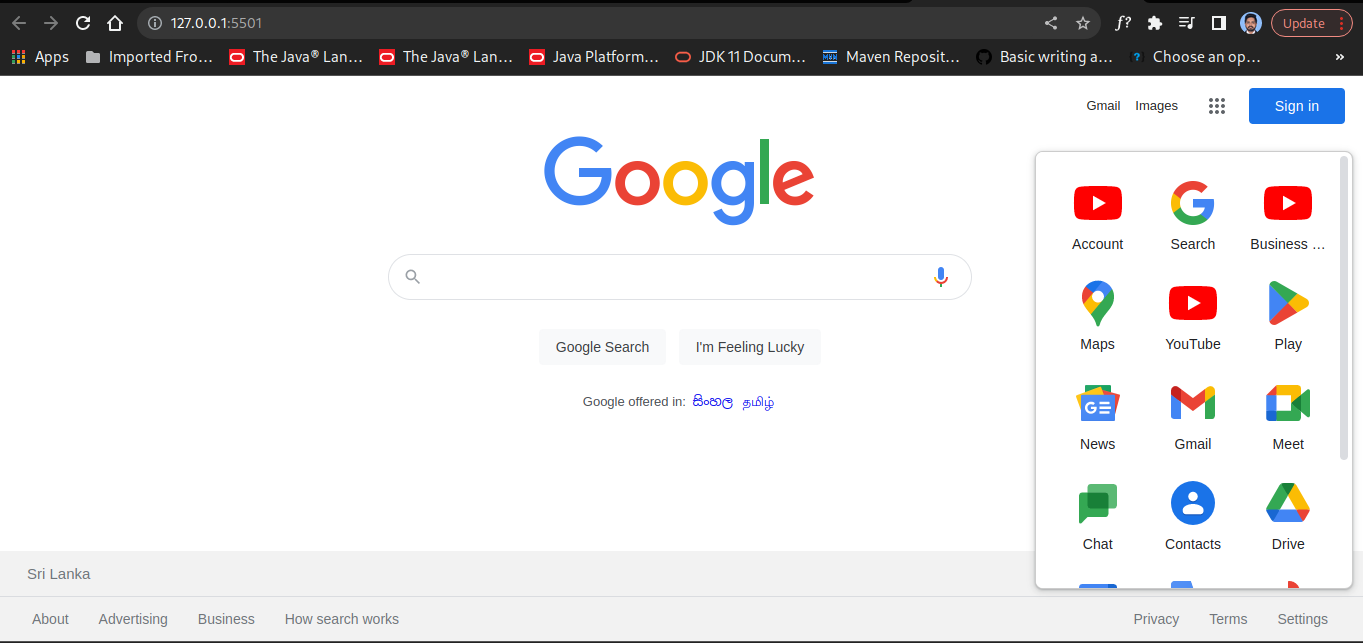 127.0.0.1:5501
f?
Update
Apps
Imported Fro...
The Java® Lan...
The Java® Lan...
Java Platform...
JDK 11 Docum...
Maven Reposit...
Basic writing a...
Choose an op...
»
Gmail Images
Sign in
Google
Google Search
I'm Feeling Lucky
Google offered in: සිංහල தமிழ்
Account
Search
Business ...
Maps
YouTube
Play
News
Gmail
Meet
Chat
Contacts
Drive
Sri Lanka
About Advertising Business How search works
Privacy Terms Settings